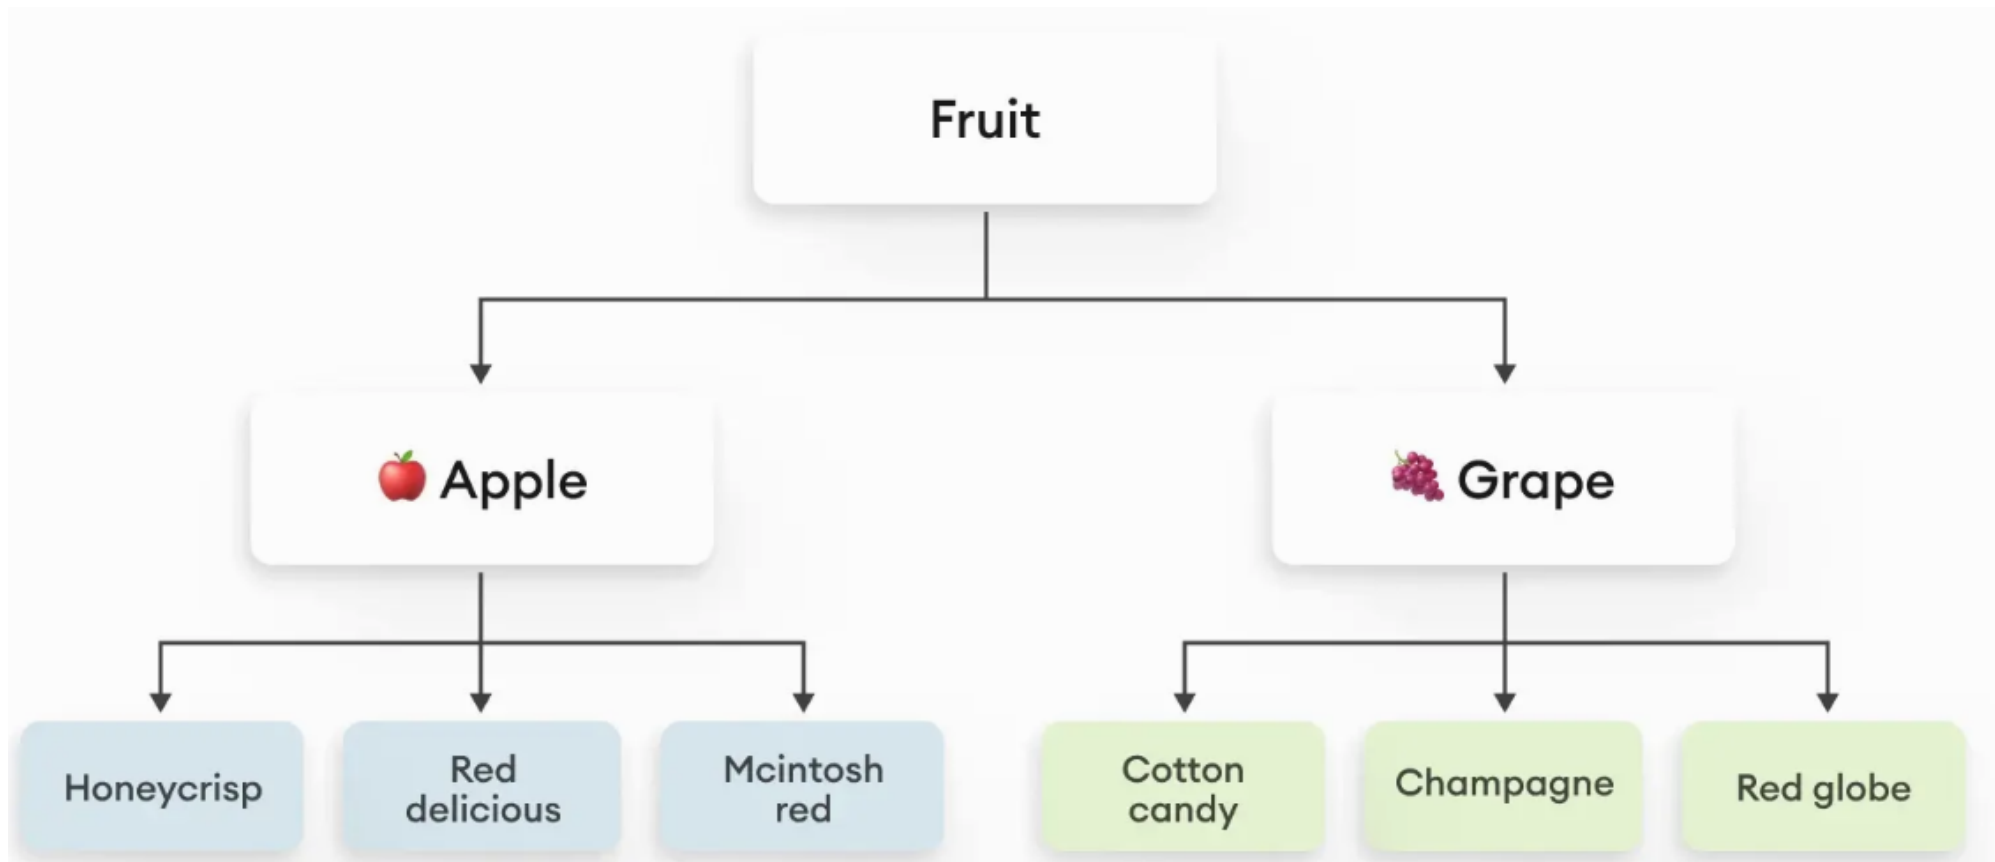 Fruit
Apple
Grape
Honeycrisp
Red
delicious
Mcintosh
red
Cotton
candy
Champagne
Red globe